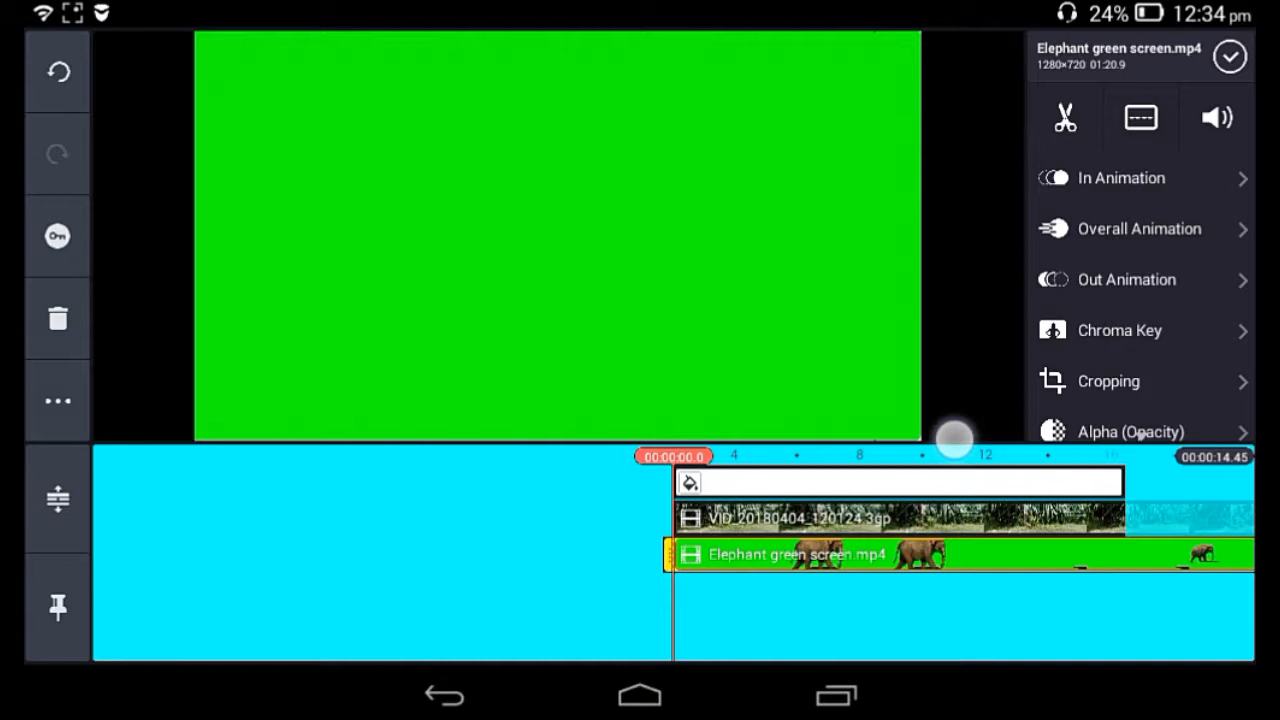 24% 12:34 pm
Elephant green screen.mp4
1280×720 01:20.9
In Animation
Overall Animation
Out Animation
Chroma Key
Cropping
Alpha (Opacity)
00:00:00.0 4 8 12 16 00:00:14.45
VID_20180404_120124.3gp
Elephant green screen.mp4